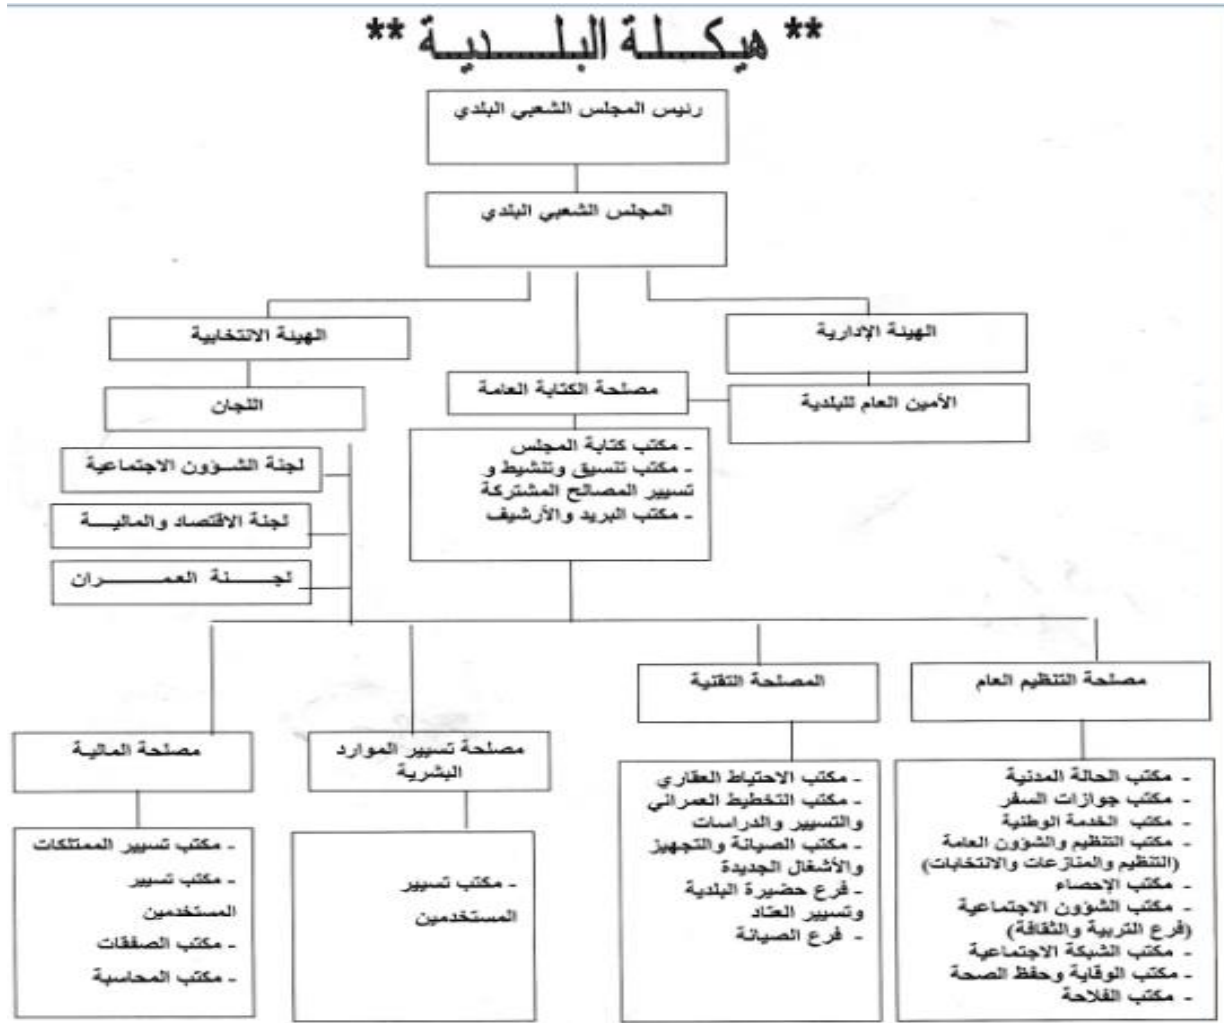 ** هيكلة البلدية **
رئيس المجلس الشعبي البلدي
المجلس الشعبي البلدي
الهيئة الإدارية
الهيئة الانتخابية
الأمين العام للبلدية
مصلحة الكتابة العامة
اللجان
- مكتب كتابة المجلس
- مكتب تنسيق وتنشيط و
تسيير المصالح المشتركة
- مكتب البريد والأرشيف
لجنة الشؤون الاجتماعية
لجنة الاقتصاد والمالية
لجنة العمران
مصلحة التنظيم العام
المصلحة التقنية
مصلحة تسيير الموارد
البشرية
مصلحة المالية
- مكتب الحالة المدنية
- مكتب جوازات السفر
- مكتب الخدمة الوطنية
- مكتب التنظيم والشؤون العامة
(التنظيم والمنازعات والانتخابات)
- مكتب الإحصاء
- مكتب الشؤون الاجتماعية
(فرع التربية والثقافة)
- مكتب الشبكة الاجتماعية
- مكتب الوقاية وحفظ الصحة
- مكتب الفلاحة
- مكتب الاحتياط العقاري
- مكتب التخطيط العمراني
والتسيير والدراسات
- مكتب الصيانة والتجهيز
والأشغال الجديدة
- فرع حضيرة البلدية
وتسيير العتاد
- فرع الصيانة
- مكتب تسيير
المستخدمين
- مكتب تسيير الممتلكات
- مكتب تسيير
المستخدمين
- مكتب الصفقات
- مكتب المحاسبة